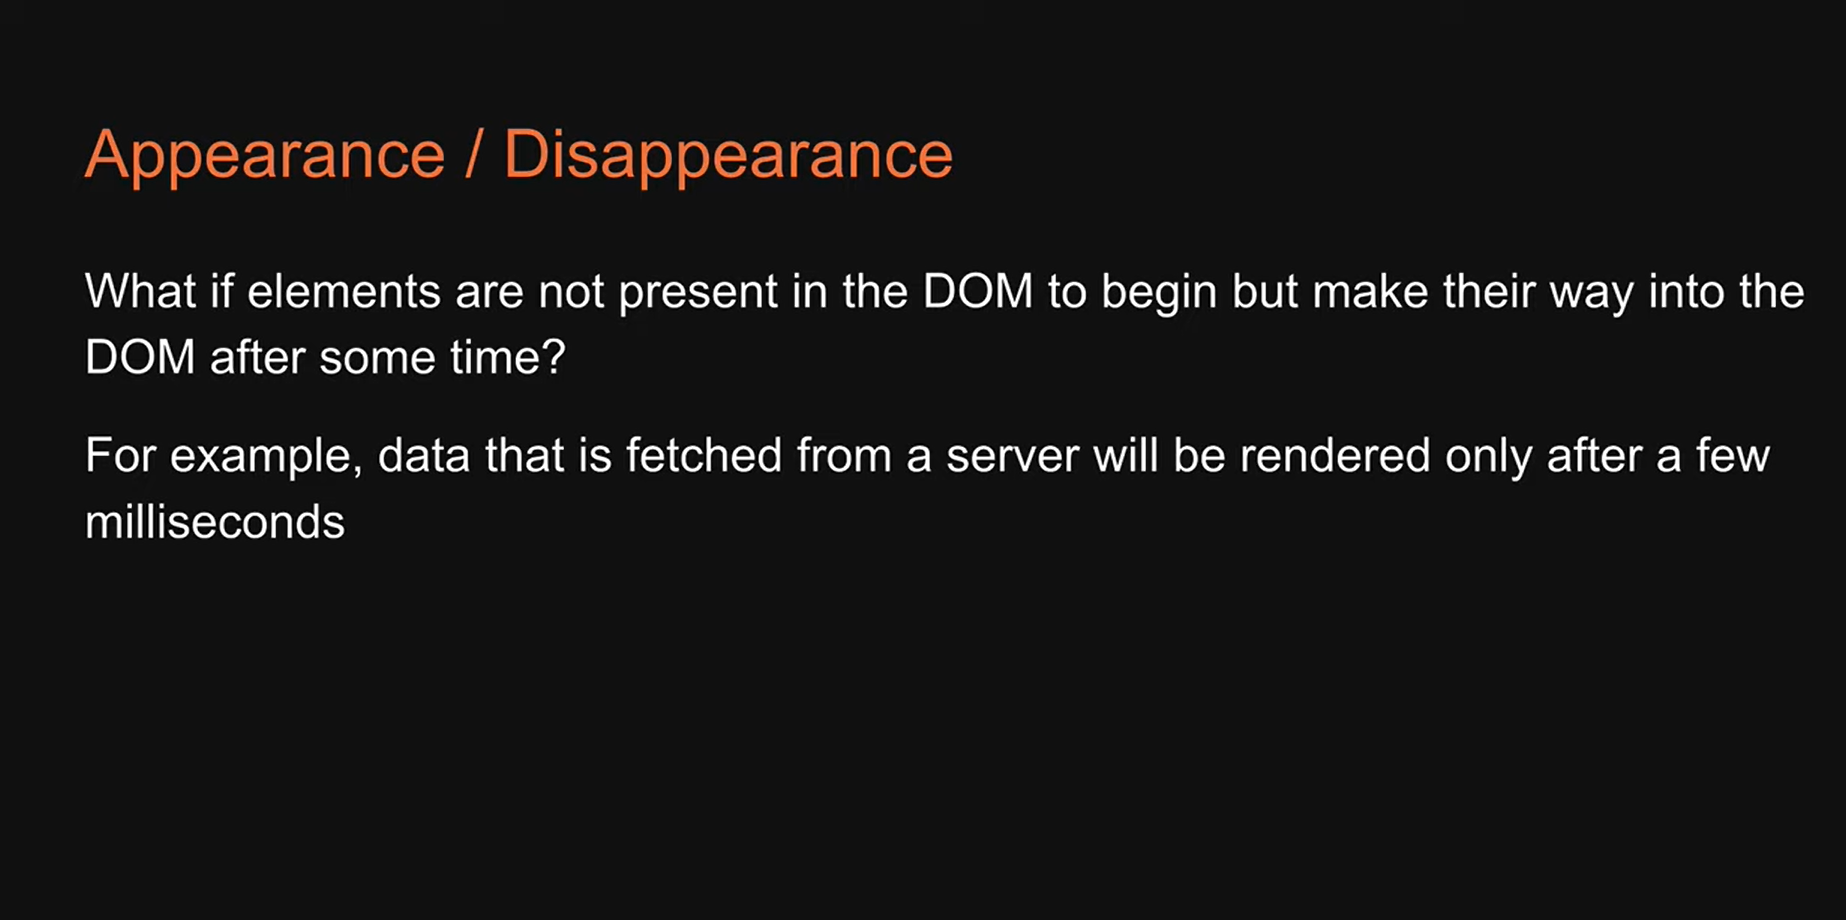 Appearance / Disappearance
What if elements are not present in the DOM to begin but make their way into the
DOM after some time?
For example, data that is fetched from a server will be rendered only after a few
milliseconds